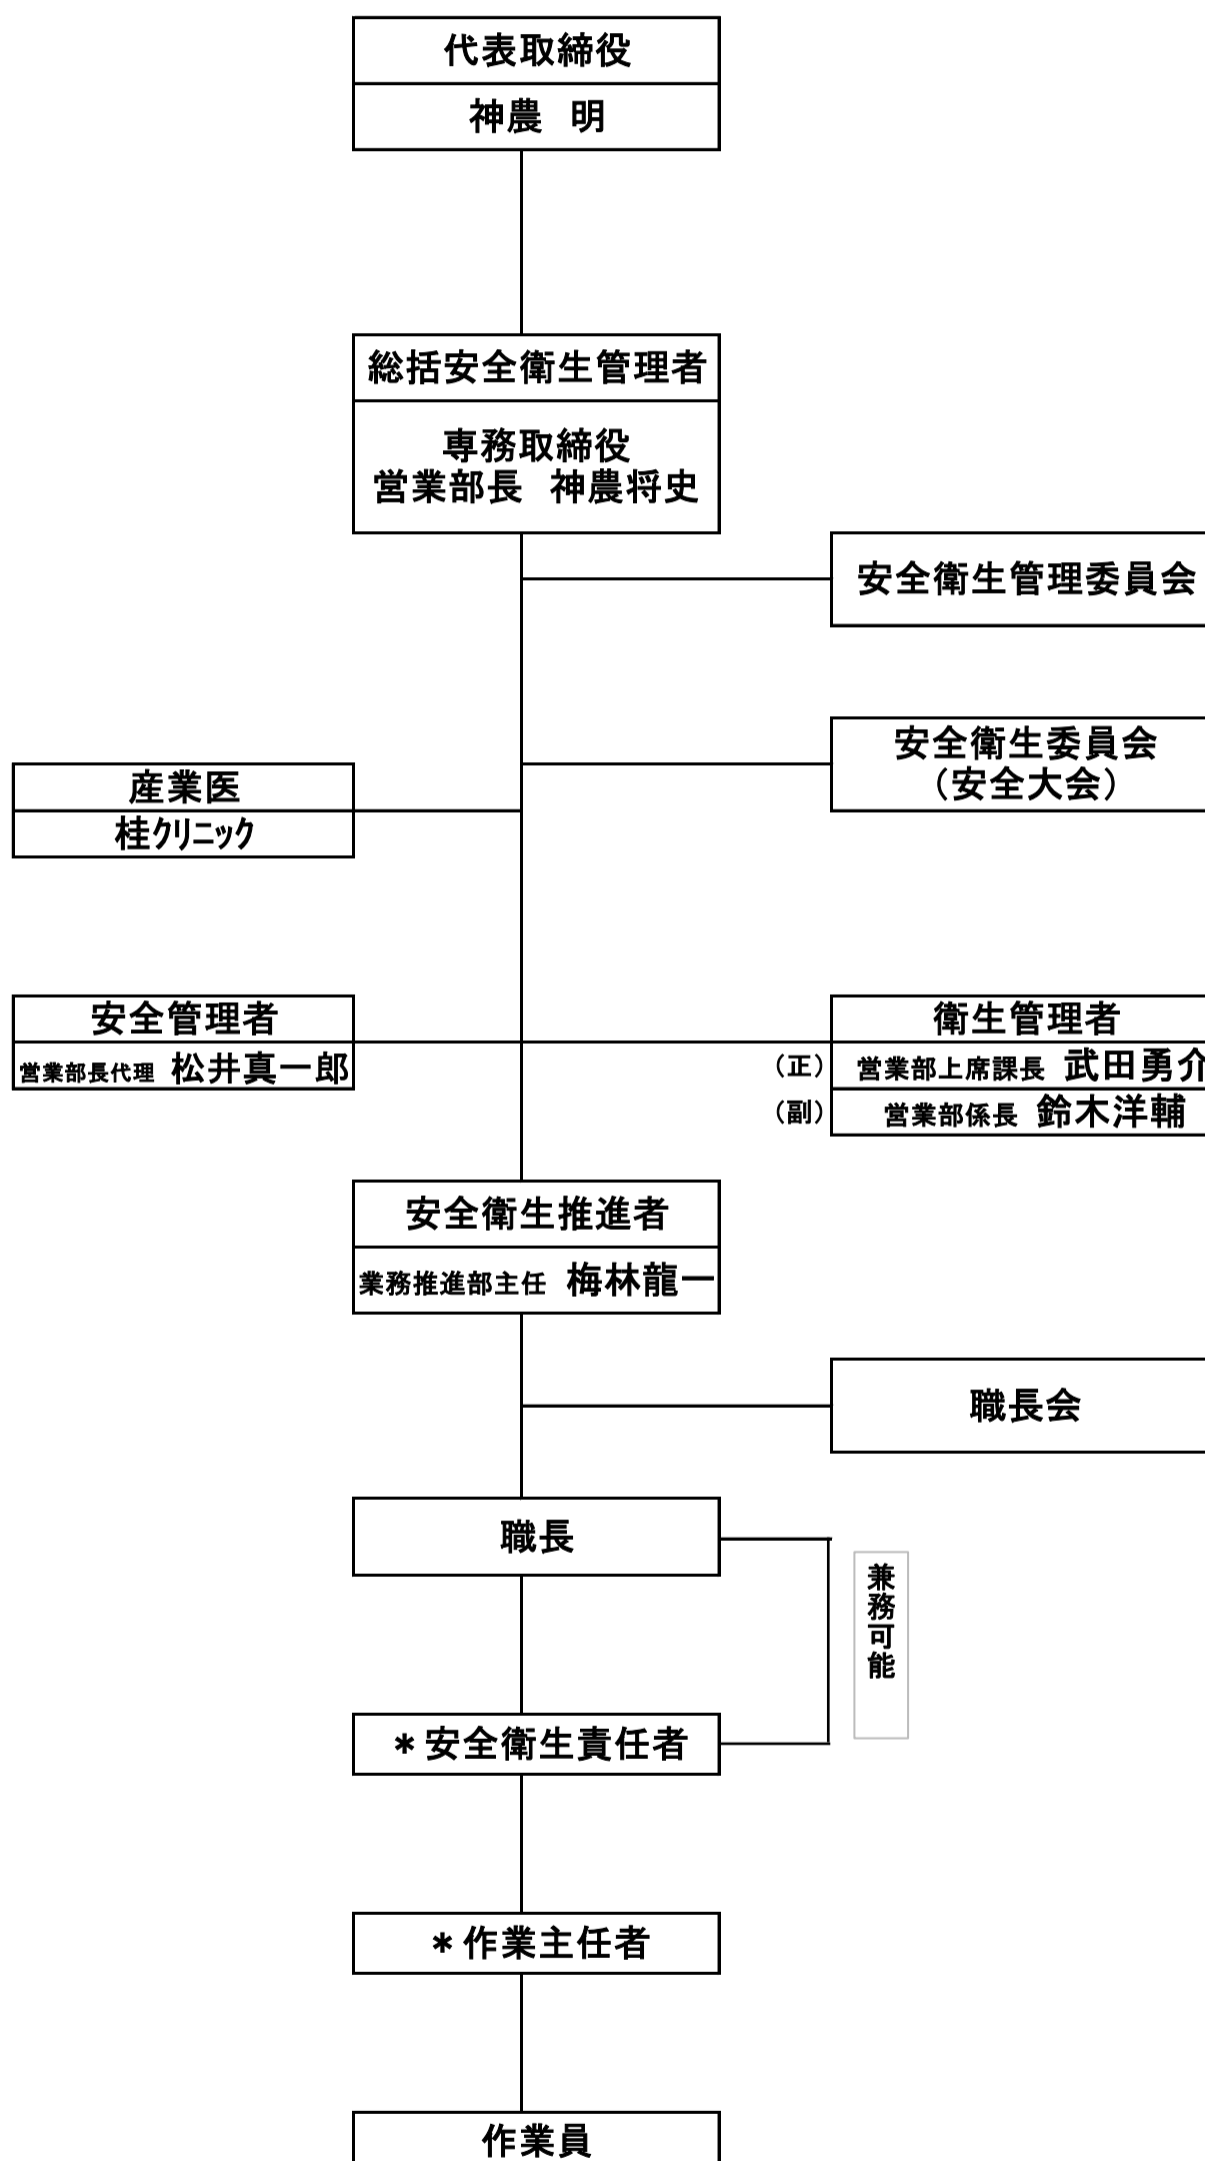 代表取締役
神農　明
総括安全衛生管理者
専務取締役
営業部長　神農将史
安全衛生管理委員会
安全衛生委員会
（安全大会）
産業医
桂ｸﾘﾆｯｸ
安全管理者
営業部長代理 松井真一郎
衛生管理者
（正） 営業部上席課長 武田勇介
（副） 営業部係長 鈴木洋輔
安全衛生推進者
業務推進部主任 梅林龍一
職長会
職長
兼務可能
＊安全衛生責任者
＊作業主任者
作業員